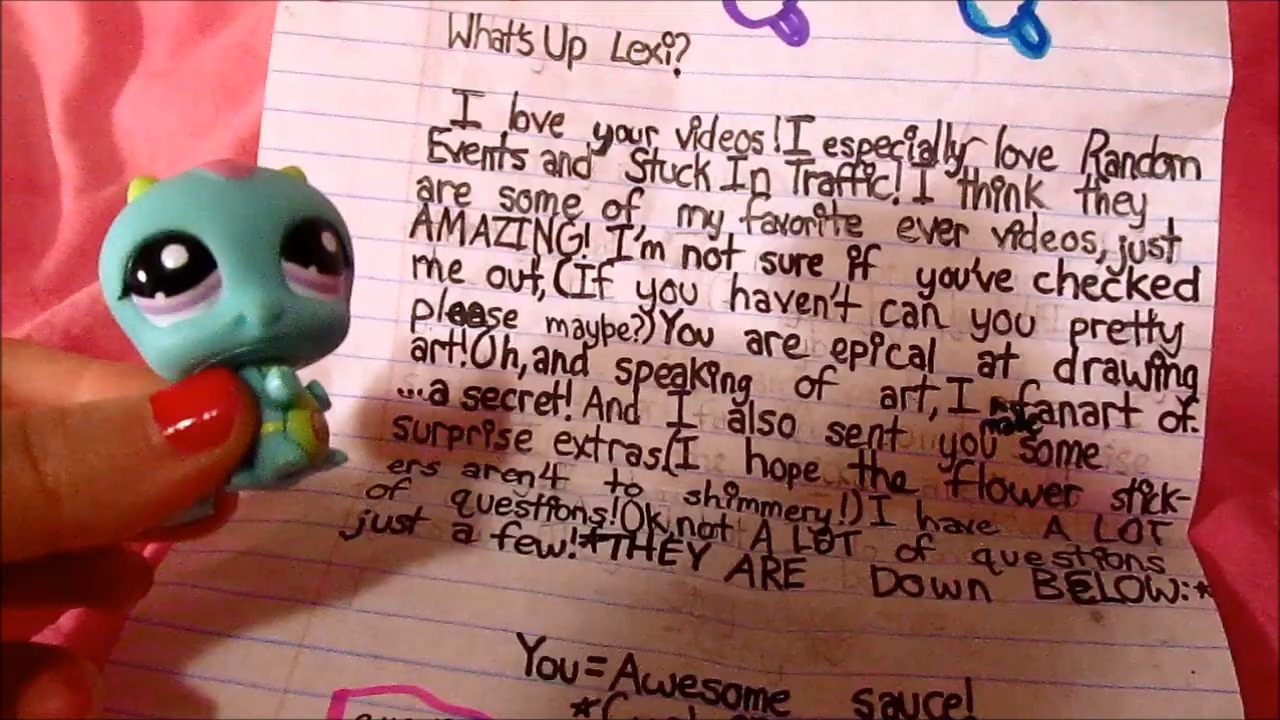 What's Up Lexi?
I love your videos! I especially love Random
Events and Stuck In Traffic! I think they
are some of my favorite ever videos, just
AMAZING! I'm not sure if you've checked
me out, (If you haven't can you pretty
please maybe?) You are epical at drawing
art! Oh, and speaking of art, I make fanart of.
...a secret! And I also sent you some
surprise extras(I hope the flower stick-
ers aren't to shimmery!) I have A LOT
of questions! Ok, not A LOT of questions
just a few! *THEY ARE DOWN BELOW:*
You=Awesome sauce!